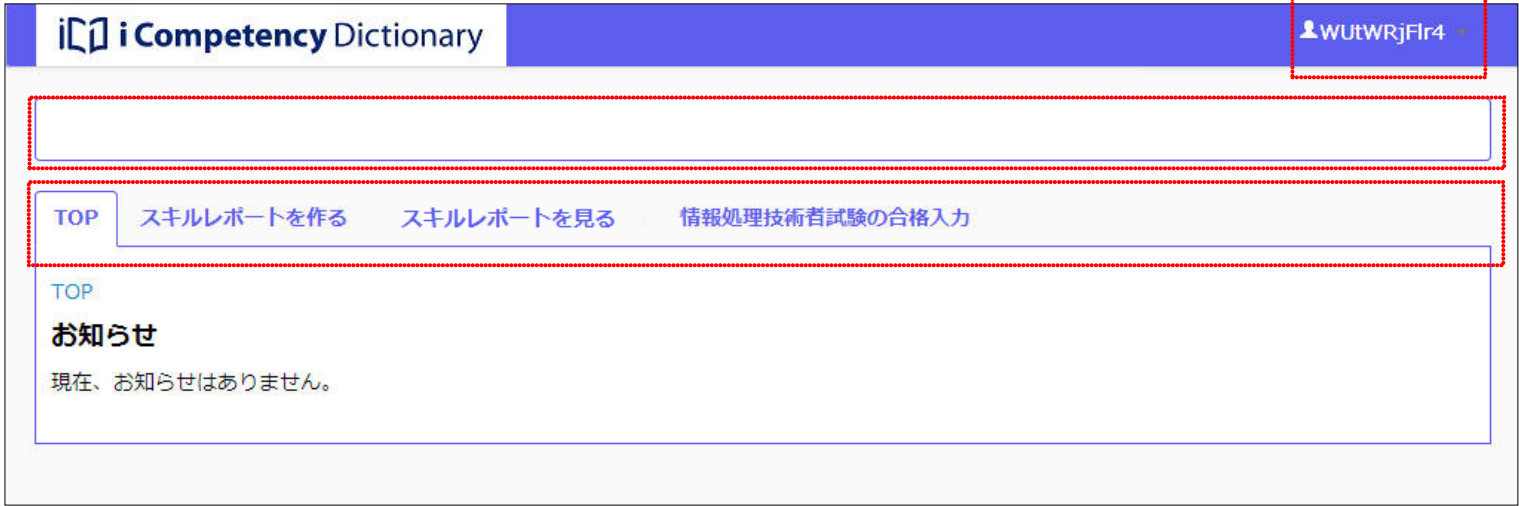 i Competency Dictionary
WUtWRjFlr4
TOP スキルレポートを作る スキルレポートを見る 情報処理技術者試験の合格入力
TOP
お知らせ
現在、お知らせはありません。